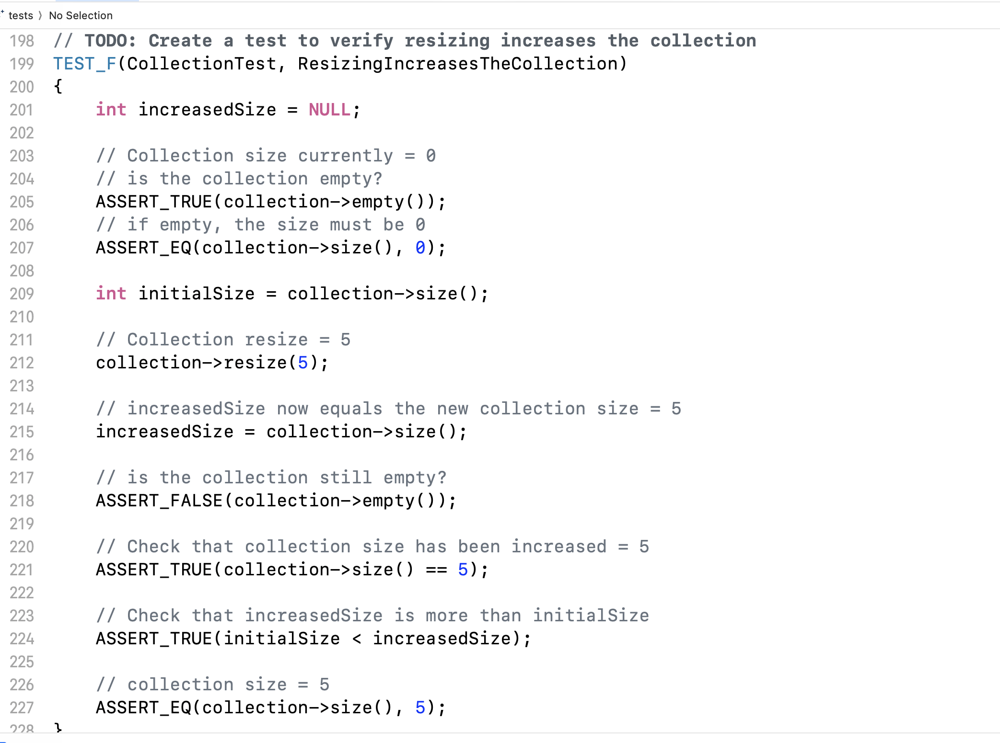 tests 〉 No Selection
198 // TODO: Create a test to verify resizing increases the collection
199 TEST_F(CollectionTest, ResizingIncreasesTheCollection)
200 {
201     int increasedSize = NULL;
202
203     // Collection size currently = 0
204     // is the collection empty?
205     ASSERT_TRUE(collection->empty());
206     // if empty, the size must be 0
207     ASSERT_EQ(collection->size(), 0);
208
209     int initialSize = collection->size();
210
211     // Collection resize = 5
212     collection->resize(5);
213
214     // increasedSize now equals the new collection size = 5
215     increasedSize = collection->size();
216
217     // is the collection still empty?
218     ASSERT_FALSE(collection->empty());
219
220     // Check that collection size has been increased = 5
221     ASSERT_TRUE(collection->size() == 5);
222
223     // Check that increasedSize is more than initialSize
224     ASSERT_TRUE(initialSize < increasedSize);
225
226     // collection size = 5
227     ASSERT_EQ(collection->size(), 5);
228 }